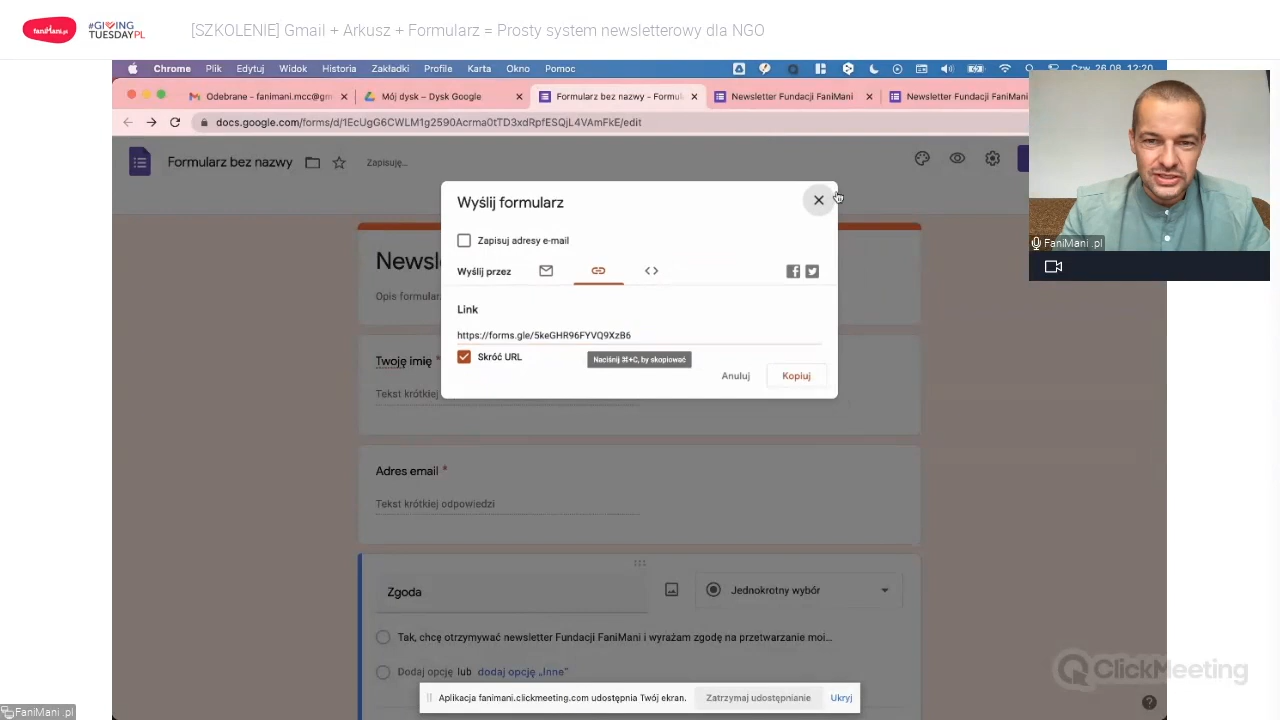 faniMani.pl
#GIVING
TUESDAYPL
[SZKOLENIE] Gmail + Arkusz + Formularz = Prosty system newsletterowy dla NGO
Chrome Plik Edytuj Widok Historia Zakładki Profile Karta Okno Pomoc
Czw. 26.08 12:20
Odebrane - fanimani.mcc@gm
Mój dysk – Dysk Google
Formularz bez nazwy - Formul
Newsletter Fundacji FaniMani
Newsletter Fundacji FaniMani
docs.google.com/forms/d/1EcUgG6CWLM1g2590Acrma0tTD3xdRpfESQjL4VAmFkE/edit
Formularz bez nazwy
Zapisuję...
Wyślij formularz
Zapisuj adresy e-mail
Wyślij przez
Link
https://forms.gle/5keGHR96FYVQ9XzB6
Skróć URL
Naciśnij ⌘+C, by skopiować
Anuluj
Kopiuj
Newsl
Opis formular
Twoje imię *
Tekst krótkiej
Adres email *
Tekst krótkiej odpowiedzi
Zgoda
Jednokrotny wybór
Tak, chcę otrzymywać newsletter Fundacji FaniMani i wyrażam zgodę na przetwarzanie moi...
Dodaj opcję lub dodaj opcję „Inne”
Aplikacja fanimani.clickmeeting.com udostępnia Twój ekran.
Zatrzymaj udostępnianie
Ukryj
FaniMani .pl
ClickMeeting
FaniMani .pl